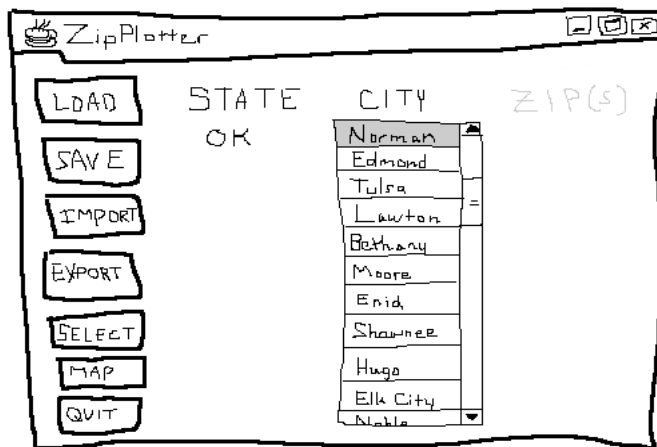 ZipPlotter
LOAD
SAVE
IMPORT
EXPORT
SELECT
MAP
QUIT
STATE
OK
CITY
Norman
Edmond
Tulsa
Lawton
Bethany
Moore
Enid
Shawnee
Hugo
Elk City
Noble
ZIP(s)